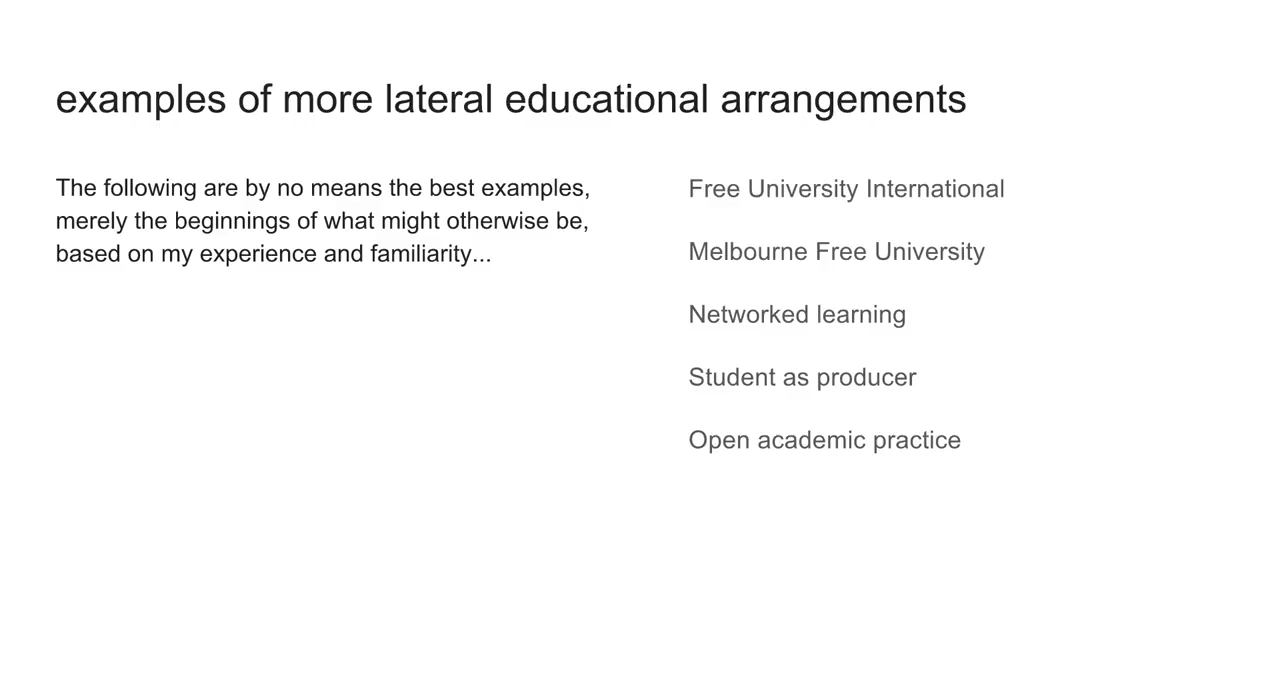 examples of more lateral educational arrangements
The following are by no means the best examples,
merely the beginnings of what might otherwise be,
based on my experience and familiarity...
Free University International
Melbourne Free University
Networked learning
Student as producer
Open academic practice